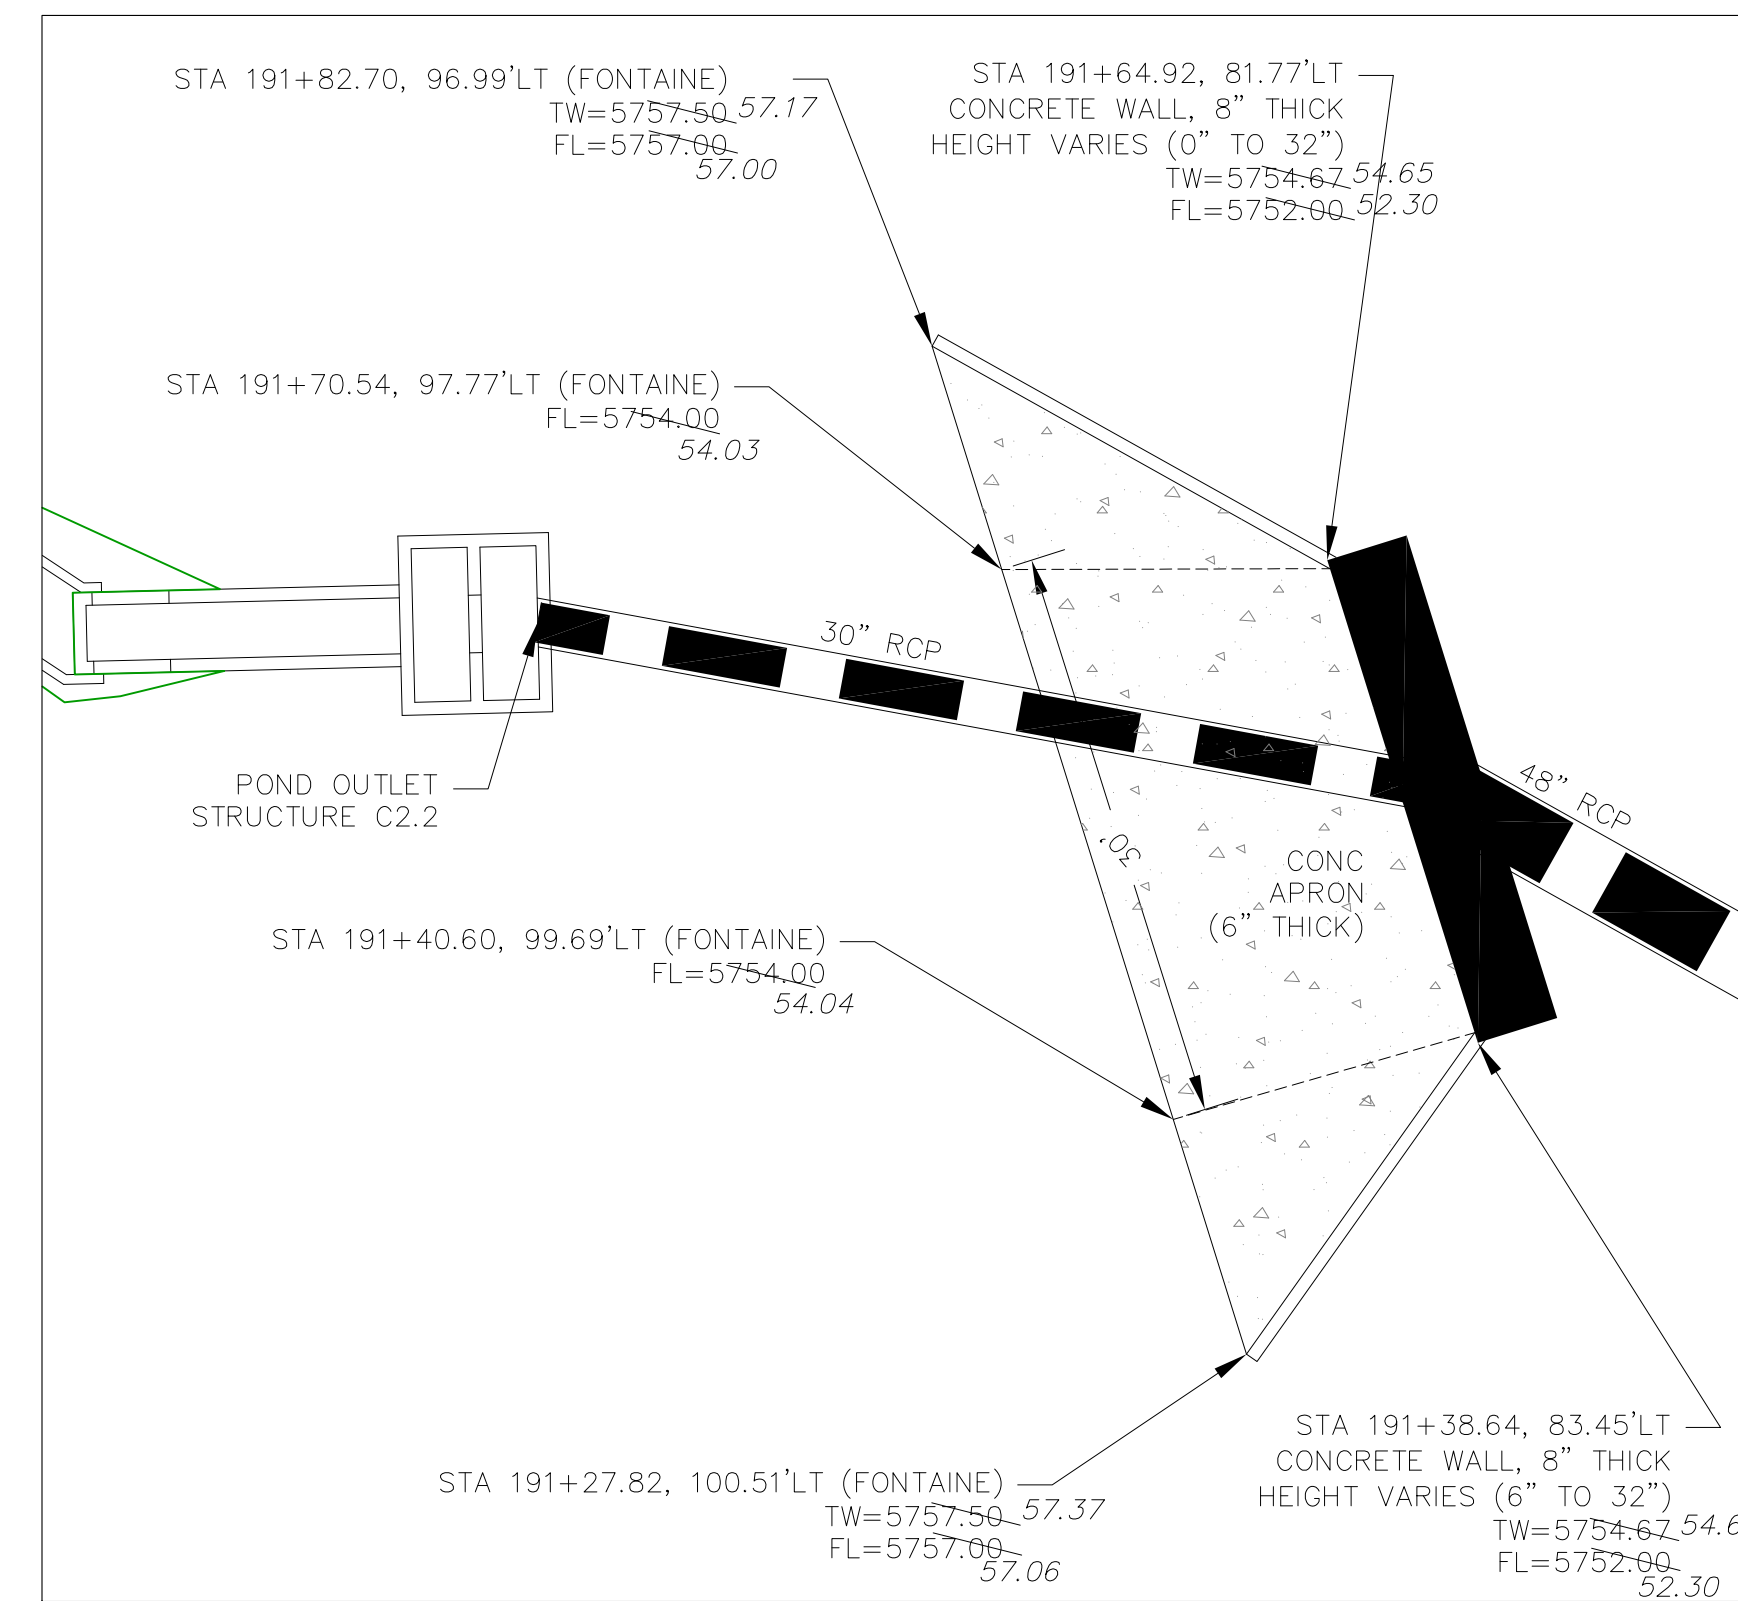 STA 191+82.70, 96.99'LT (FONTAINE)
TW=5757.50 57.17
FL=5757.00
57.00
STA 191+64.92, 81.77'LT
CONCRETE WALL, 8" THICK
HEIGHT VARIES (0" TO 32")
TW=5754.67 54.65
FL=5752.00 52.30
STA 191+70.54, 97.77'LT (FONTAINE)
FL=5754.00
54.03
30" RCP
48" RCP
POND OUTLET
STRUCTURE C2.2
30'
CONC
APRON
(6" THICK)
STA 191+40.60, 99.69'LT (FONTAINE)
FL=5754.00
54.04
STA 191+27.82, 100.51'LT (FONTAINE)
TW=5757.50 57.37
FL=5757.00
57.06
STA 191+38.64, 83.45'LT
CONCRETE WALL, 8" THICK
HEIGHT VARIES (6" TO 32")
TW=5754.67
FL=5752.00
52.30